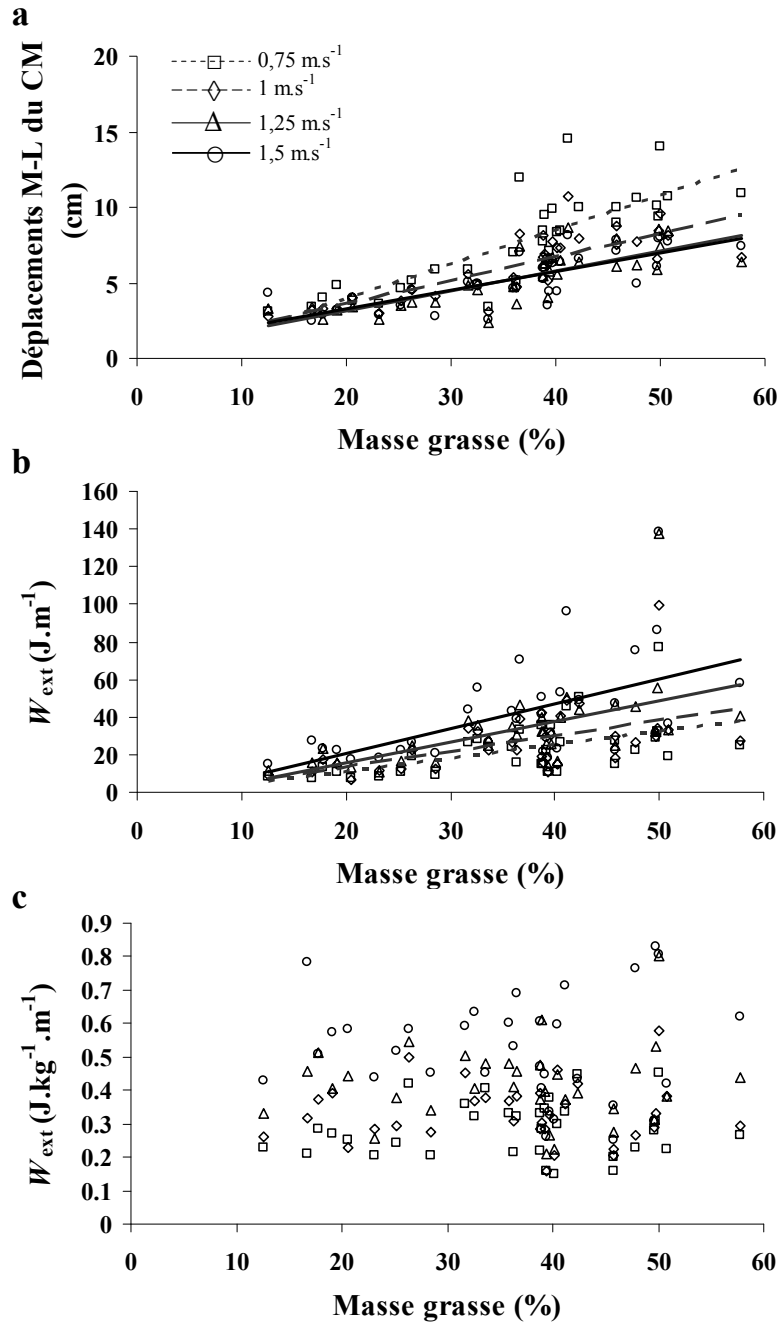 a
Déplacements M-L du CM
(cm)
0,75 m.s⁻¹
1 m.s⁻¹
1,25 m.s⁻¹
1,5 m.s⁻¹
20
15
10
5
0
0 10 20 30 40 50 60
Masse grasse (%)
b
W ext (J.m⁻¹)
160
140
120
100
80
60
40
20
0
0 10 20 30 40 50 60
Masse grasse (%)
c
W ext (J.kg⁻¹.m⁻¹)
0.9
0.8
0.7
0.6
0.5
0.4
0.3
0.2
0.1
0
0 10 20 30 40 50 60
Masse grasse (%)